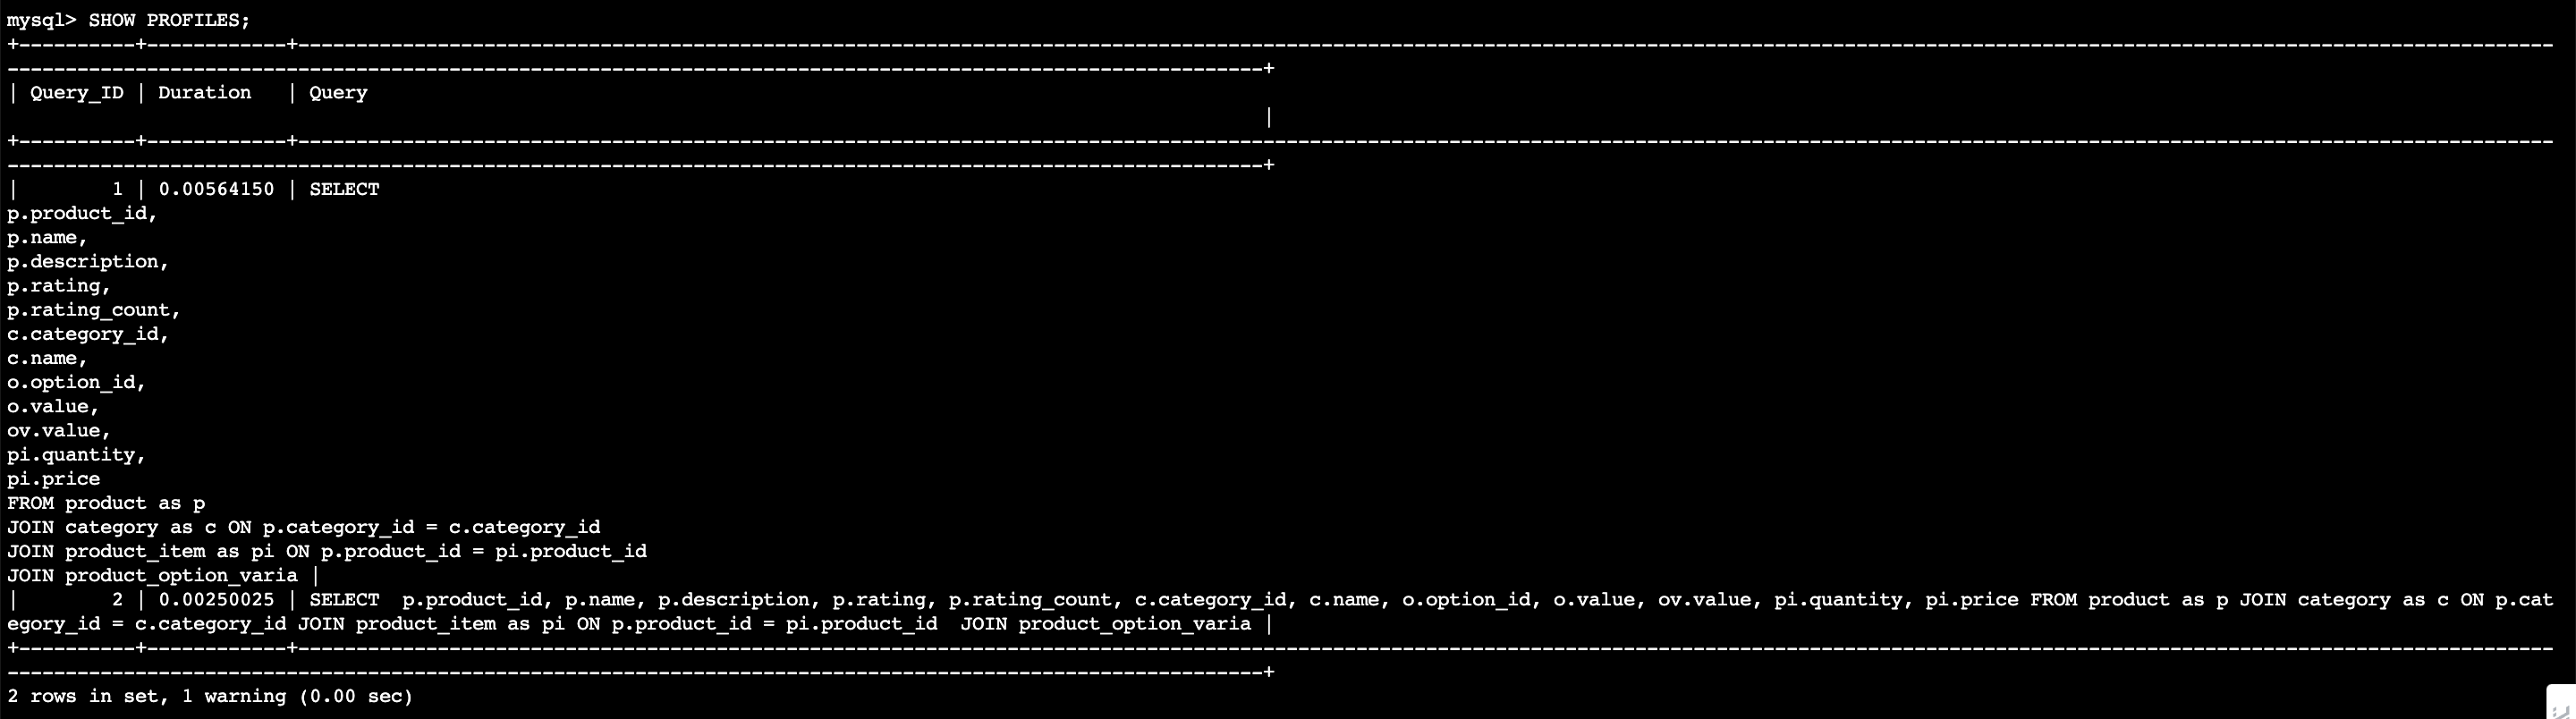 mysql> SHOW PROFILES;
+----------+------------+--------------------------------------------------------------------------------------------------------------------------------------------------------------------------------------------------
------------------------------------------------------------------------------------------------------------+
| Query_ID | Duration   | Query
                                                                                                            |
+----------+------------+--------------------------------------------------------------------------------------------------------------------------------------------------------------------------------------------------
------------------------------------------------------------------------------------------------------------+
|        1 | 0.00564150 | SELECT
p.product_id,
p.name,
p.description,
p.rating,
p.rating_count,
c.category_id,
c.name,
o.option_id,
o.value,
ov.value,
pi.quantity,
pi.price
FROM product as p
JOIN category as c ON p.category_id = c.category_id
JOIN product_item as pi ON p.product_id = pi.product_id
JOIN product_option_varia |
|        2 | 0.00250025 | SELECT  p.product_id, p.name, p.description, p.rating, p.rating_count, c.category_id, c.name, o.option_id, o.value, ov.value, pi.quantity, pi.price FROM product as p JOIN category as c ON p.cat
egory_id = c.category_id JOIN product_item as pi ON p.product_id = pi.product_id  JOIN product_option_varia |
+----------+------------+--------------------------------------------------------------------------------------------------------------------------------------------------------------------------------------------------
------------------------------------------------------------------------------------------------------------+
2 rows in set, 1 warning (0.00 sec)